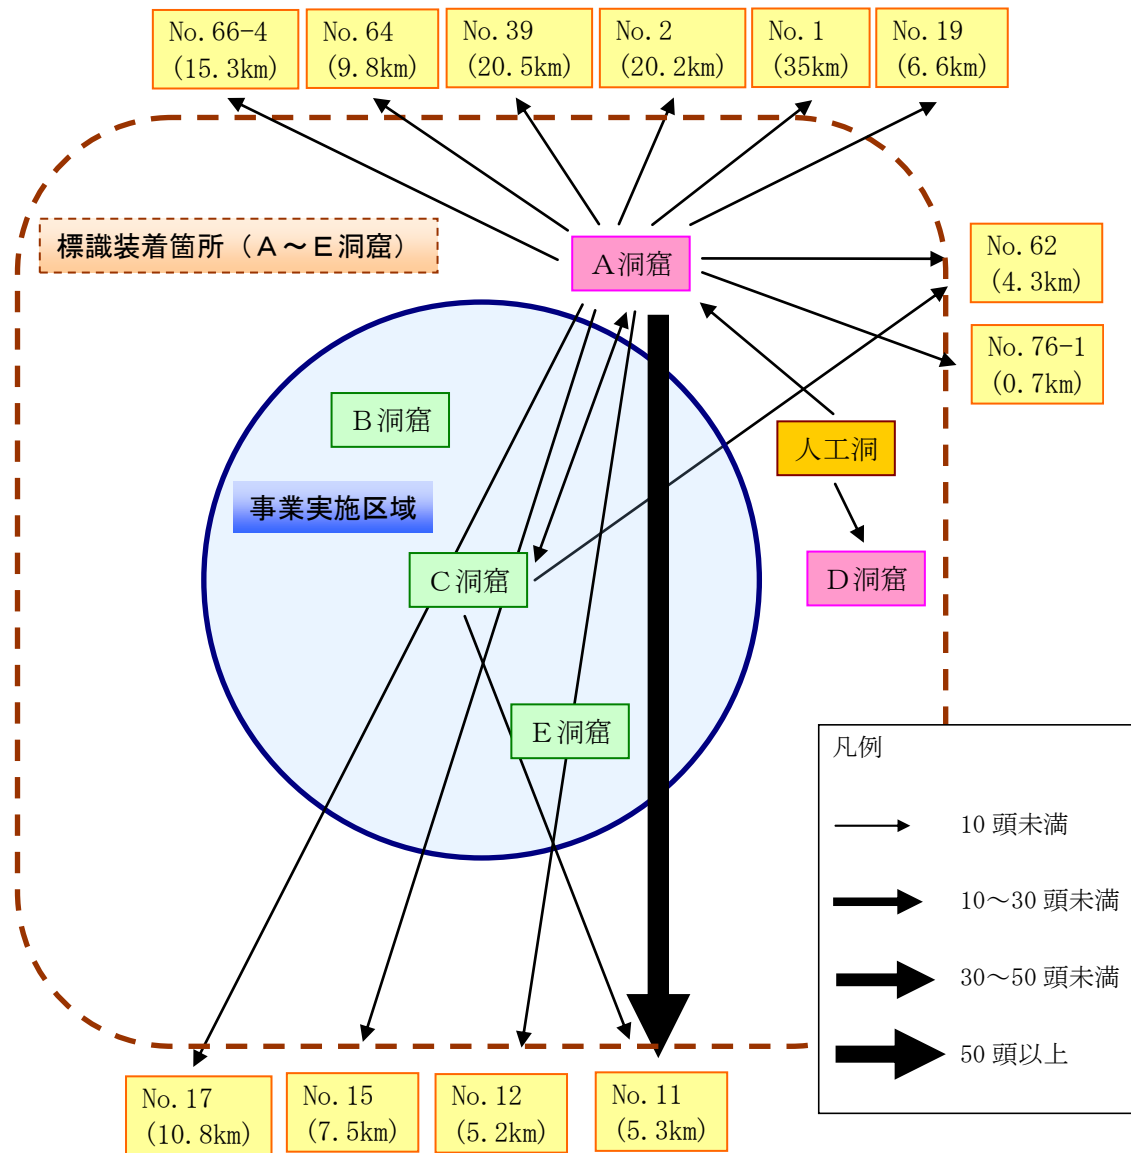 No.66-4
(15.3km)
No.64
(9.8km)
No.39
(20.5km)
No.2
(20.2km)
No.1
(35km)
No.19
(6.6km)
標識装着箇所（A～E洞窟）
A洞窟
No.62
(4.3km)
No.76-1
(0.7km)
B洞窟
人工洞
事業実施区域
C洞窟
D洞窟
E洞窟
凡例
10頭未満
10～30頭未満
30～50頭未満
50頭以上
No.17
(10.8km)
No.15
(7.5km)
No.12
(5.2km)
No.11
(5.3km)